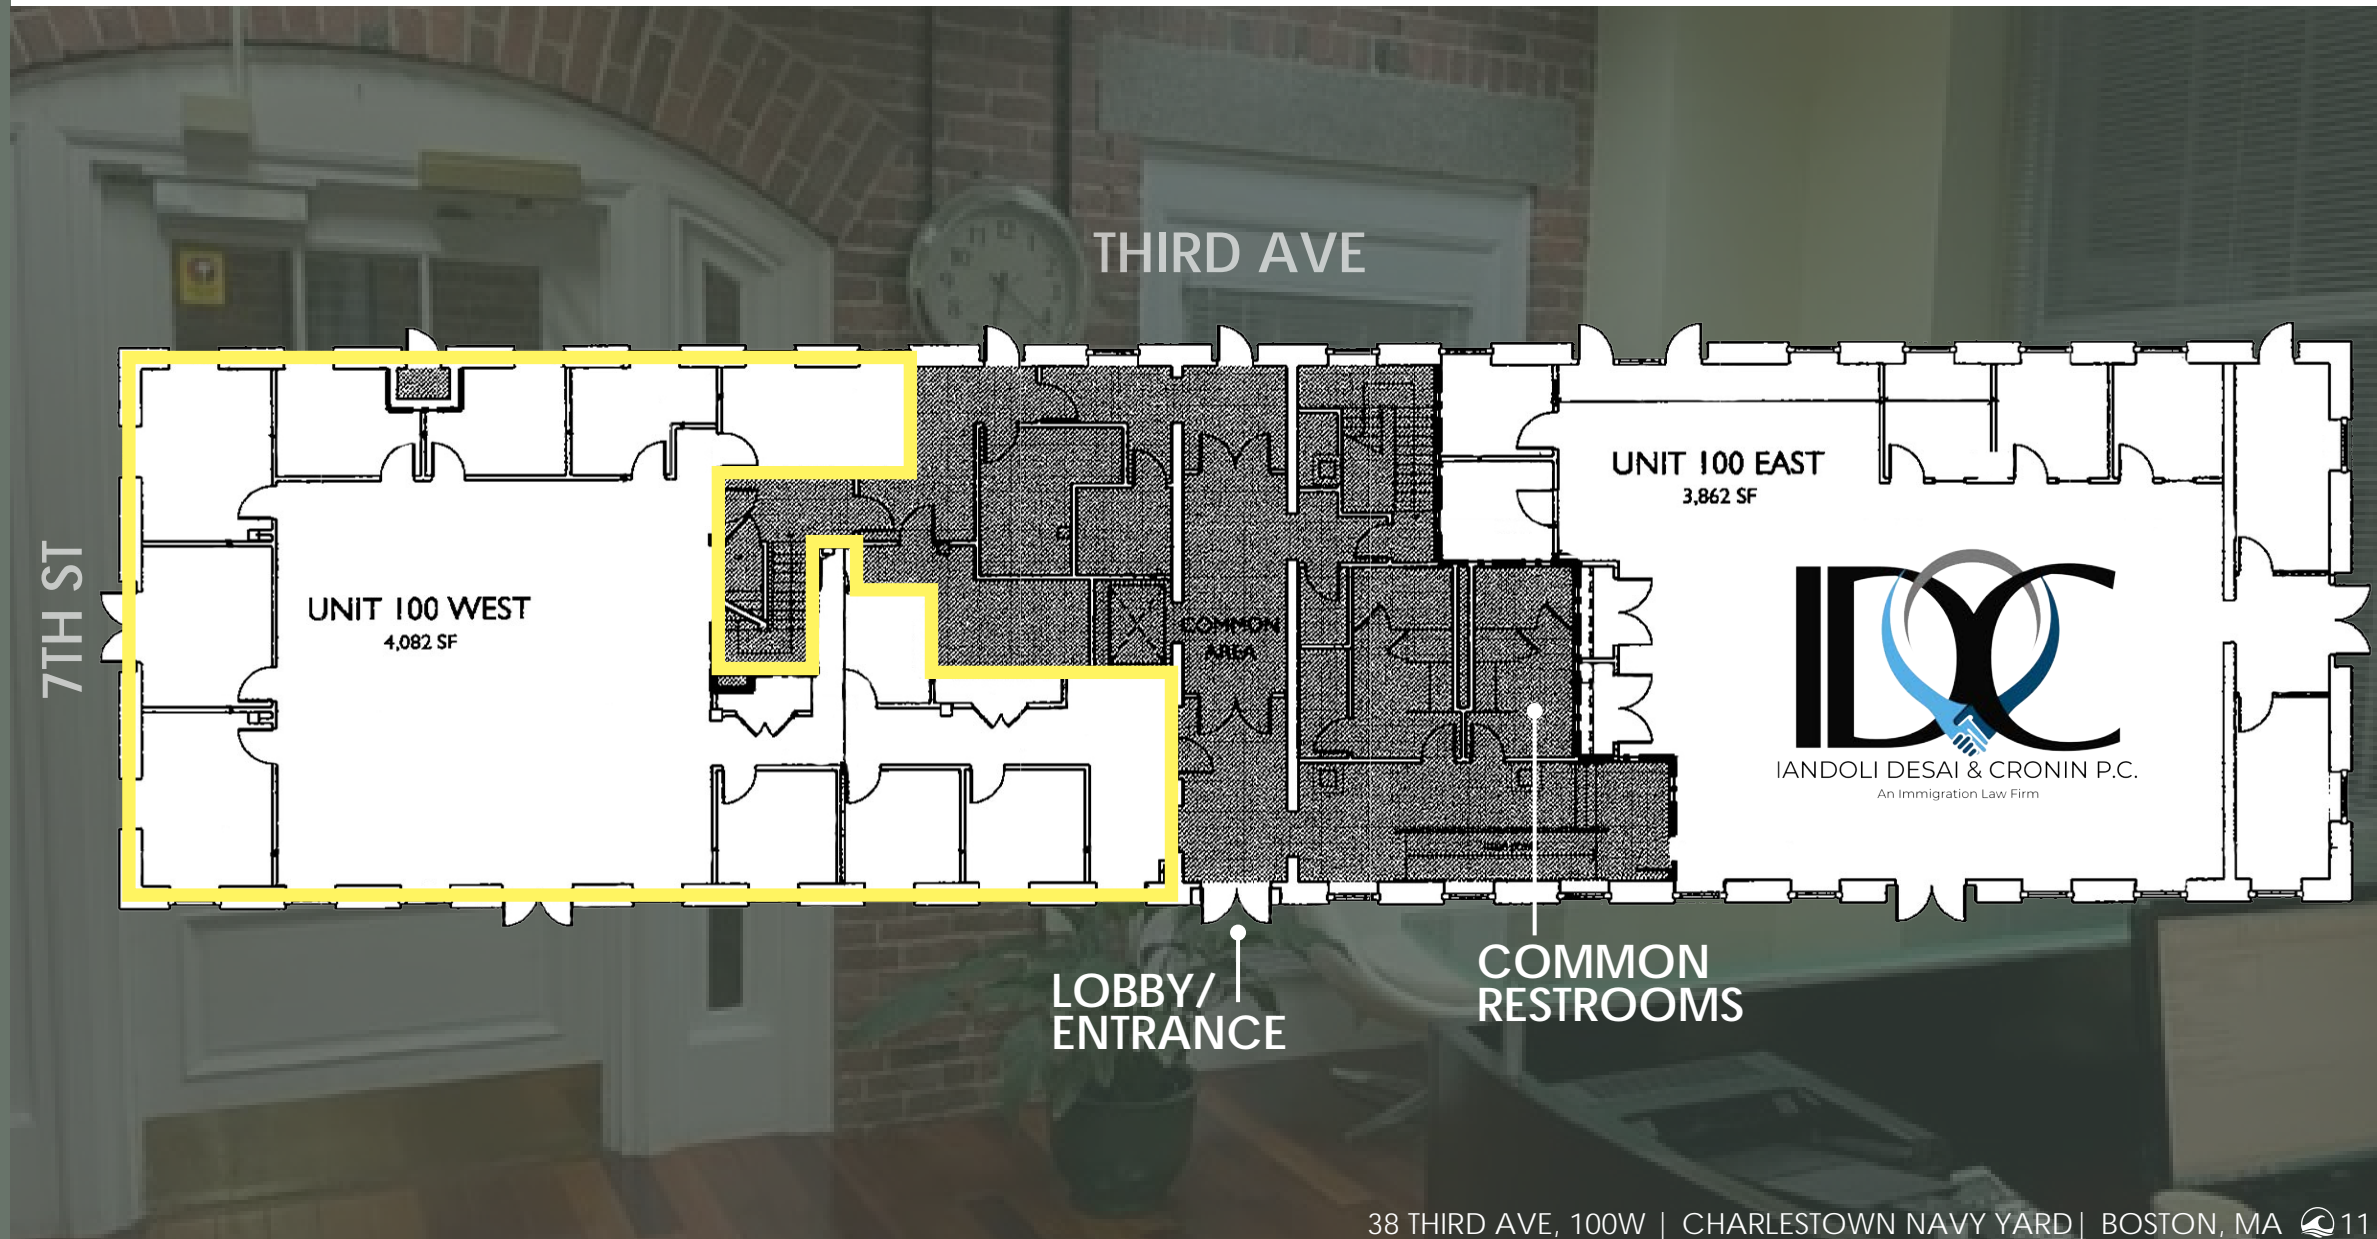 THIRD AVE
7TH ST
UNIT 100 WEST
4,082 SF
COMMON
AREA
UNIT 100 EAST
3,862 SF
IDC
IANDOLI DESAI & CRONIN P.C.
An Immigration Law Firm
LOBBY/
ENTRANCE
COMMON
RESTROOMS
38 THIRD AVE, 100W | CHARLESTOWN NAVY YARD | BOSTON, MA 11